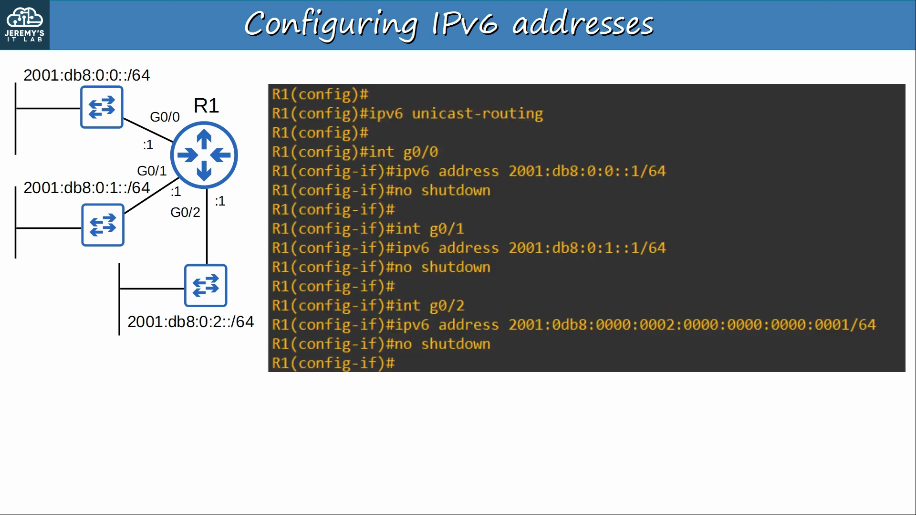 JEREMY'S
IT LAB
Configuring IPv6 addresses
2001:db8:0:0::/64
R1
G0/0
:1
G0/1
2001:db8:0:1::/64
:1
:1
G0/2
2001:db8:0:2::/64
R1(config)#
R1(config)#ipv6 unicast-routing
R1(config)#
R1(config)#int g0/0
R1(config-if)#ipv6 address 2001:db8:0:0::1/64
R1(config-if)#no shutdown
R1(config-if)#
R1(config-if)#int g0/1
R1(config-if)#ipv6 address 2001:db8:0:1::1/64
R1(config-if)#no shutdown
R1(config-if)#
R1(config-if)#int g0/2
R1(config-if)#ipv6 address 2001:0db8:0000:0002:0000:0000:0000:0001/64
R1(config-if)#no shutdown
R1(config-if)#